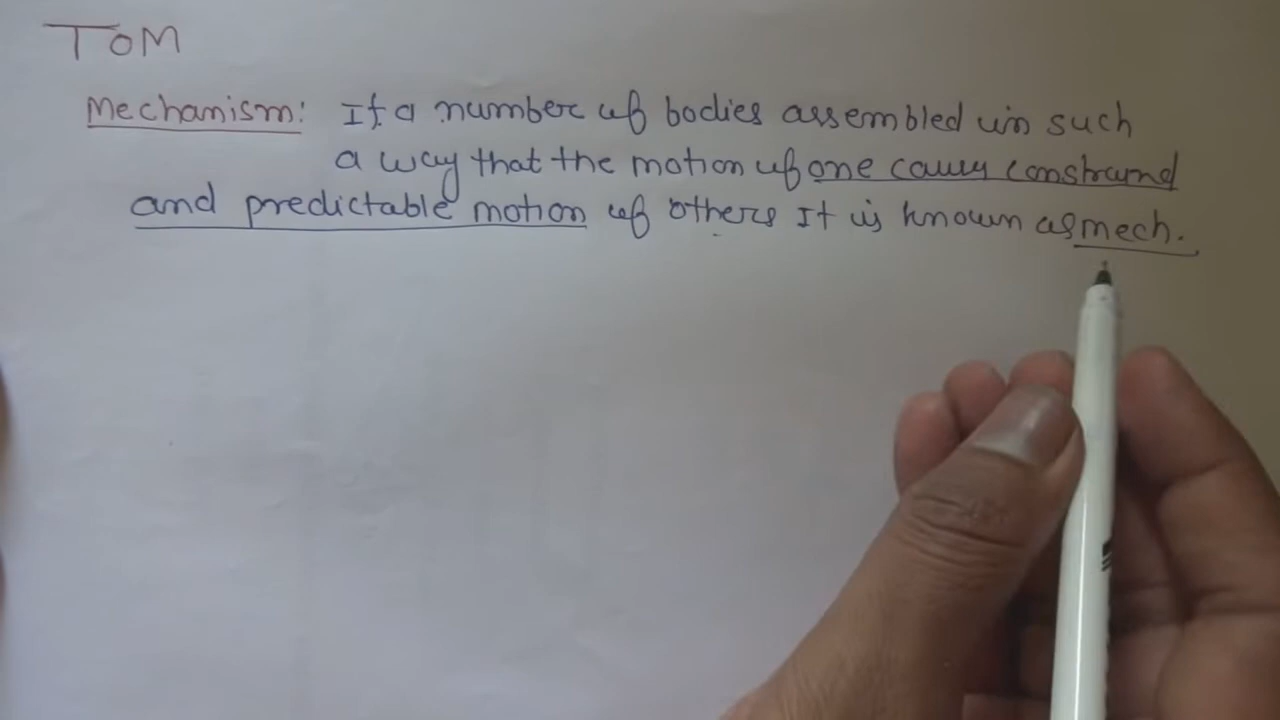 TOM
Mechanism: If a number of bodies assembled in such
a way that the motion of one causes constraind
and predictable motion of others It is known as mech.